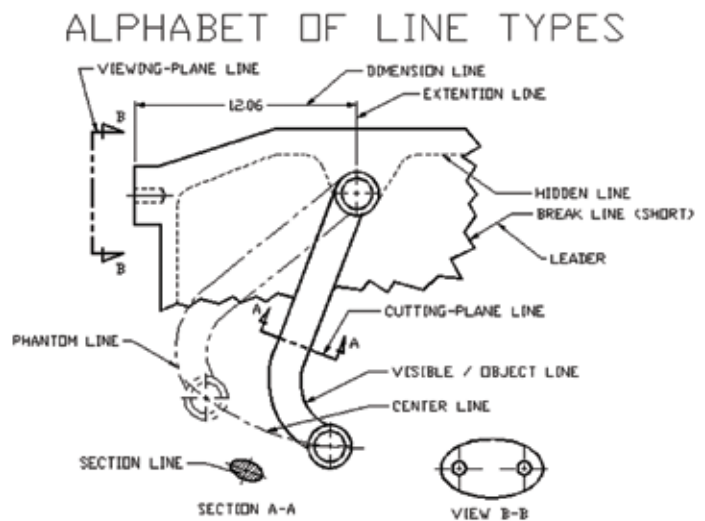 ALPHABET OF LINE TYPES
VIEWING-PLANE LINE
DIMENSION LINE
EXTENTION LINE
12.06
B
HIDDEN LINE
BREAK LINE (SHORT)
LEADER
B
A
CUTTING-PLANE LINE
A
PHANTOM LINE
VISIBLE / OBJECT LINE
CENTER LINE
SECTION LINE
SECTION A-A
VIEW B-B